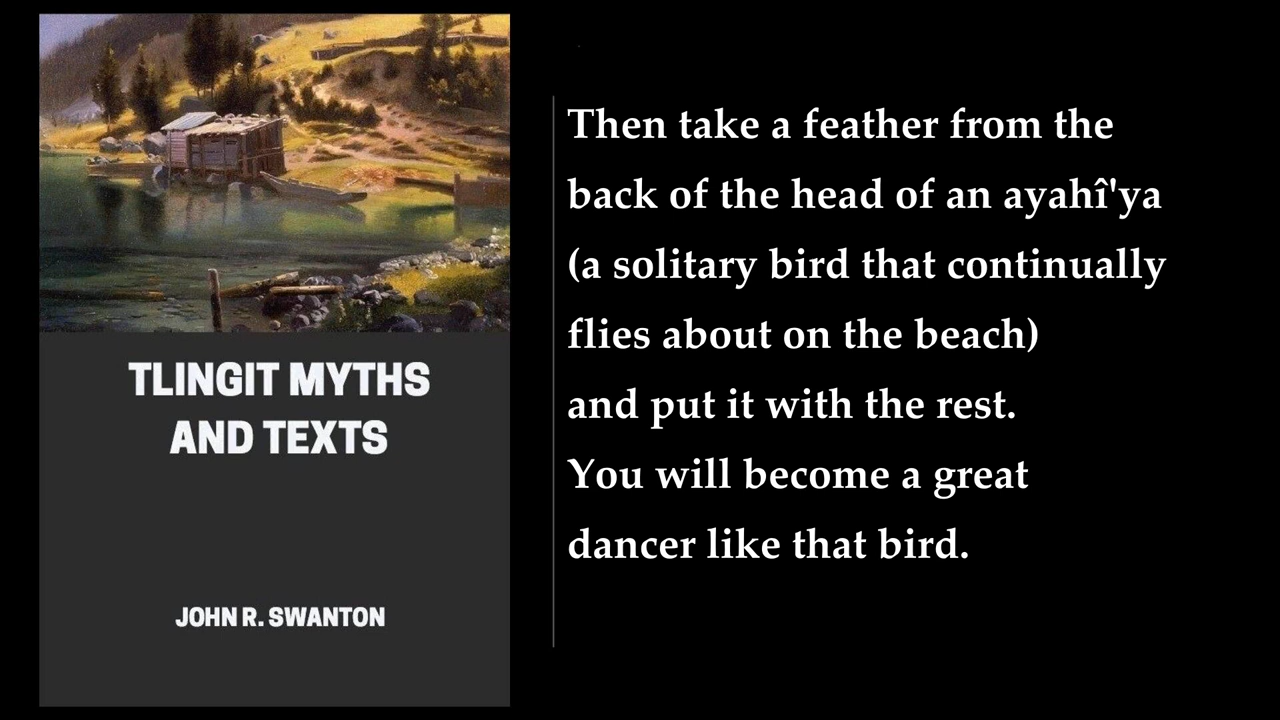 TLINGIT MYTHS
AND TEXTS
JOHN R. SWANTON
Then take a feather from the
back of the head of an ayahî'ya
(a solitary bird that continually
flies about on the beach)
and put it with the rest.
You will become a great
dancer like that bird.